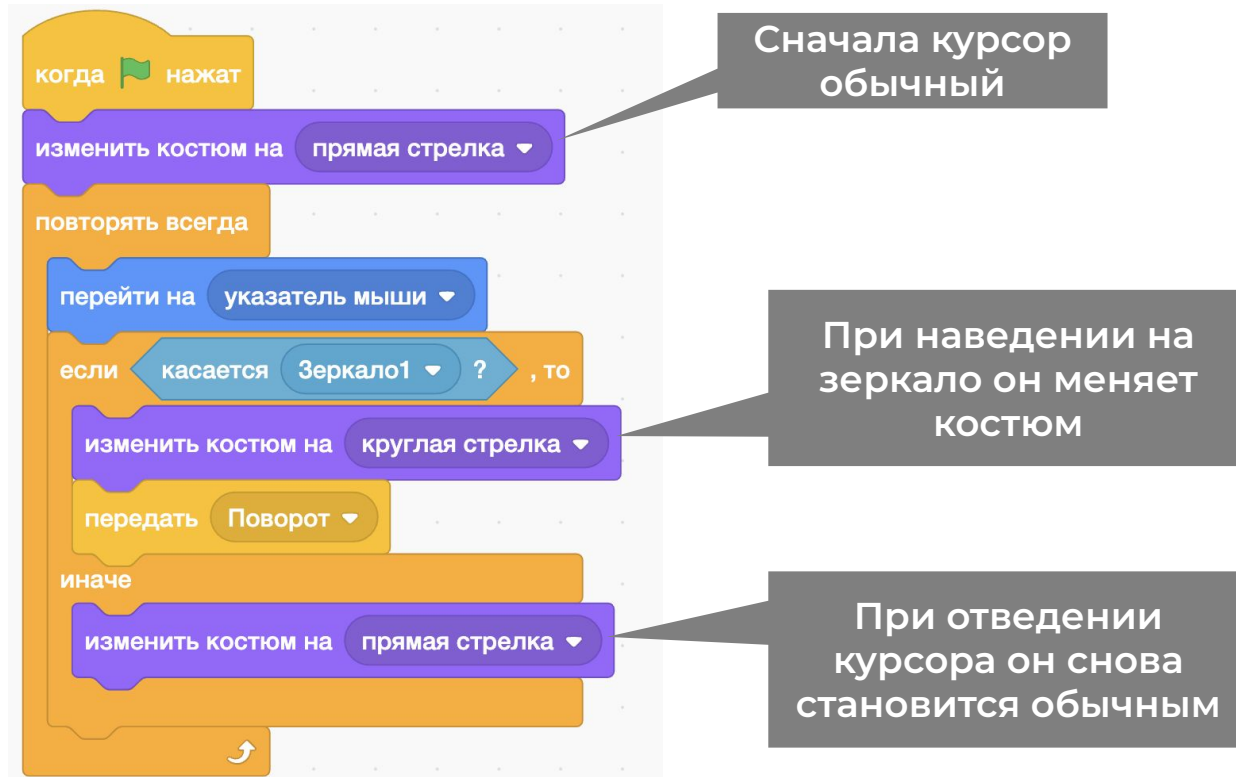 когда нажат
изменить костюм на прямая стрелка
повторять всегда
перейти на указатель мыши
если касается Зеркало1 ? , то
изменить костюм на круглая стрелка
передать Поворот
иначе
изменить костюм на прямая стрелка
Сначала курсор
обычный
При наведении на
зеркало он меняет
костюм
При отведении
курсора он снова
становится обычным